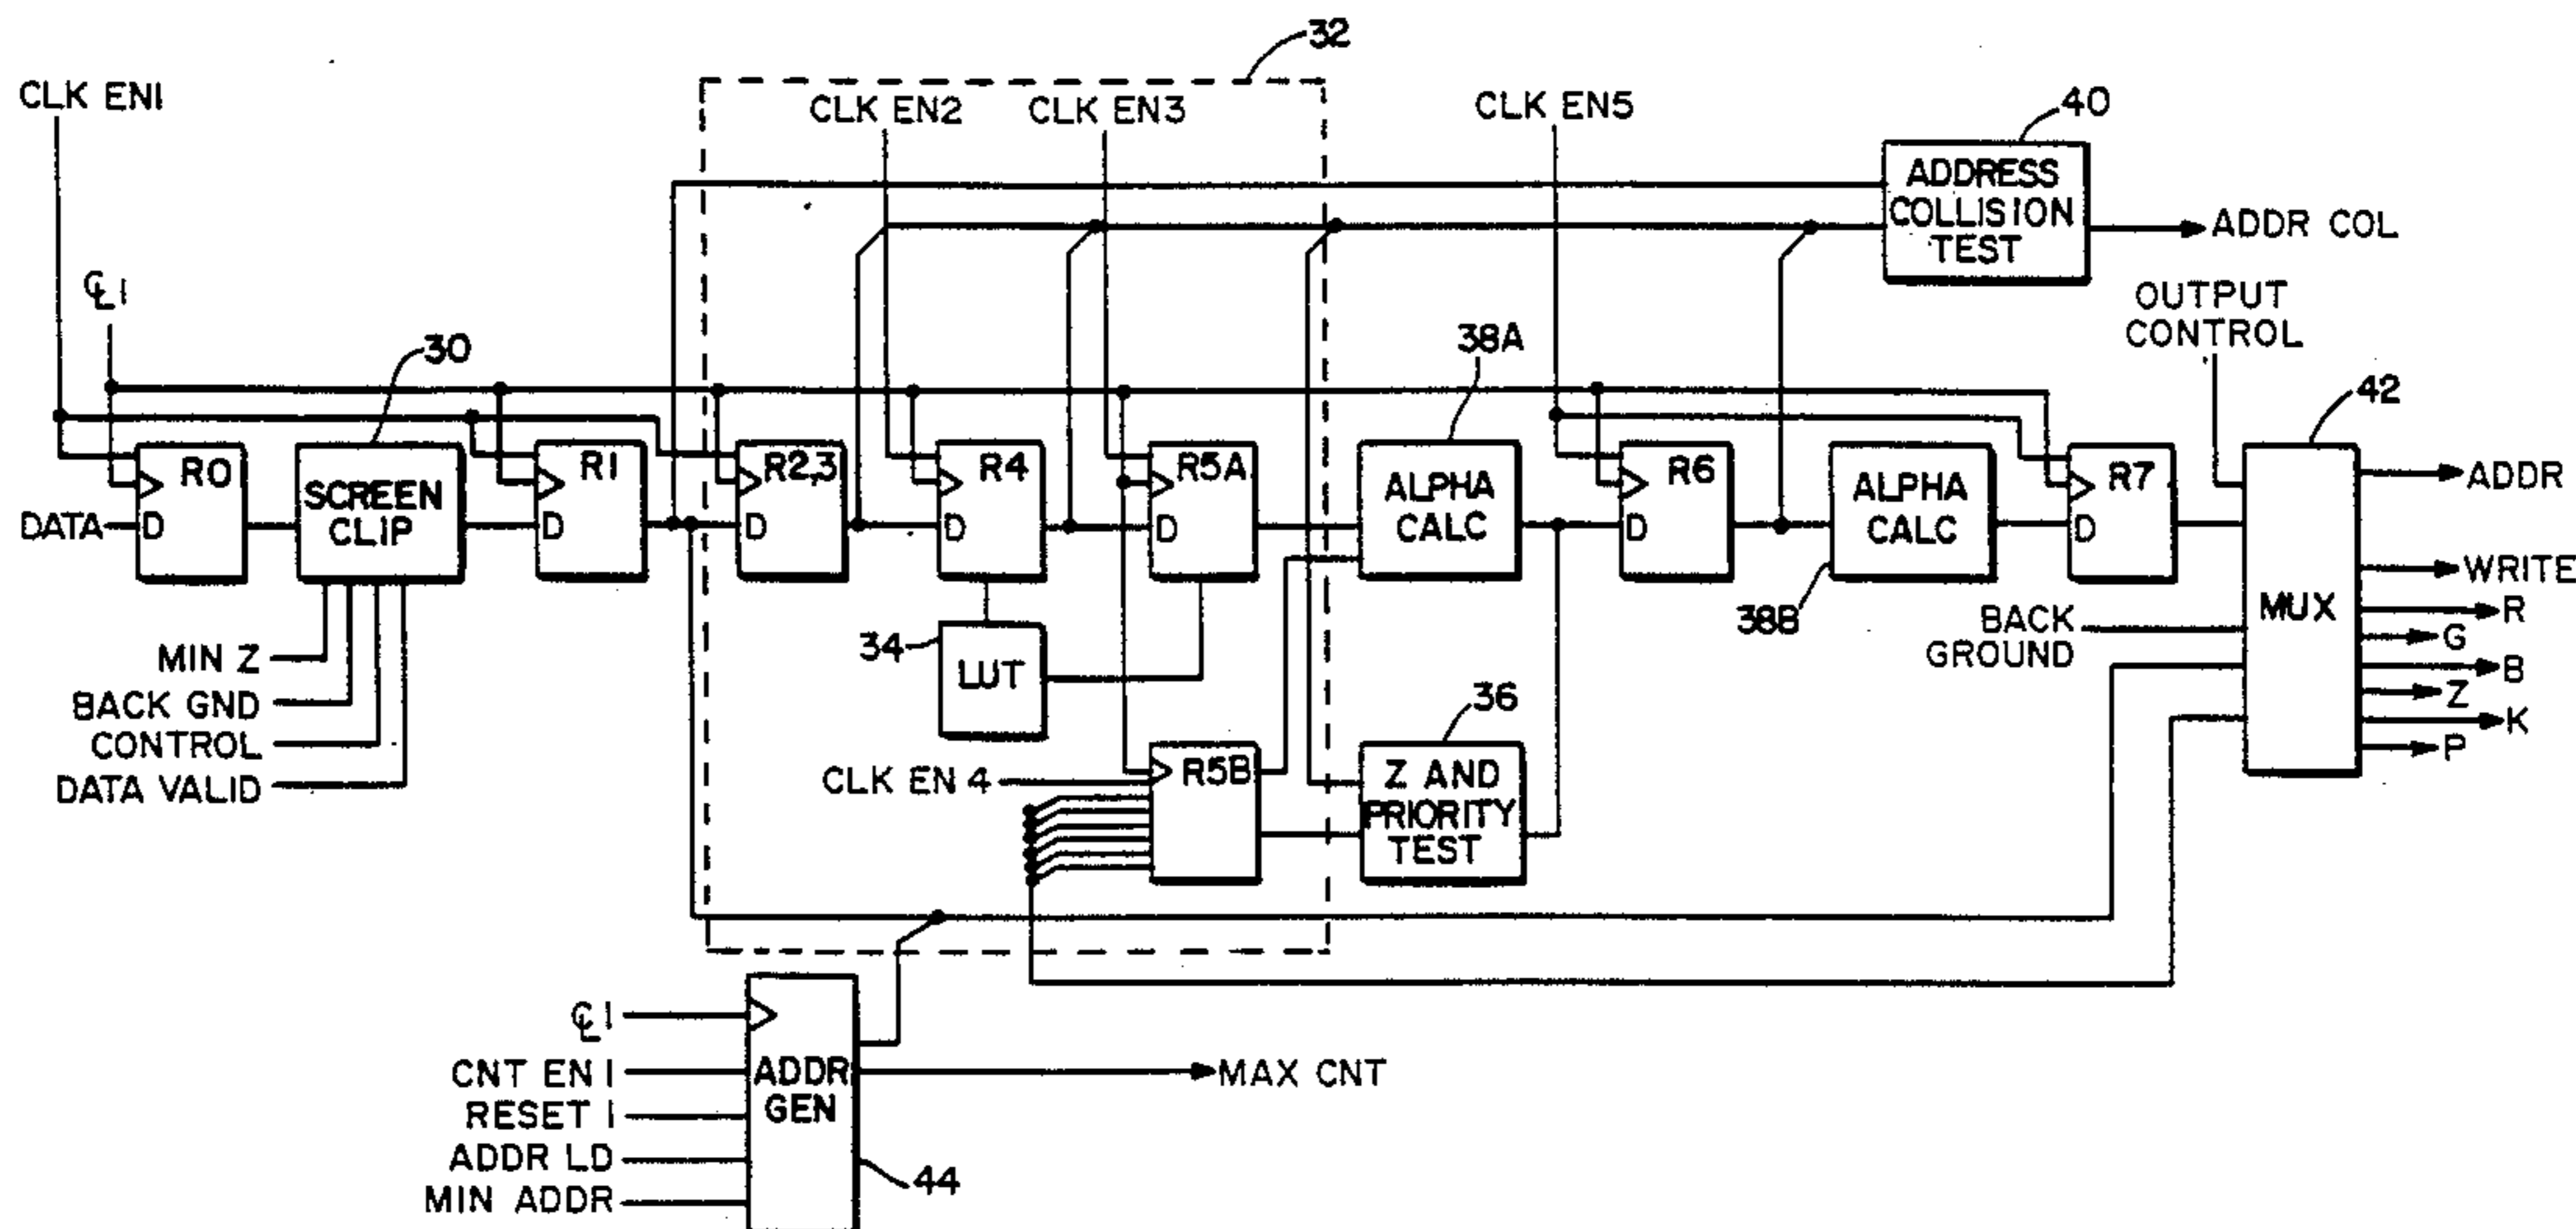 32
CLK EN1
CLK EN2
CLK EN3
CLK EN5
40
ADDRESS
COLLISION
TEST
ADDR COL
℄ 1
OUTPUT
CONTROL
30
38A
42
R0
D
DATA
SCREEN
CLIP
R1
D
R2,3
D
R4
D
R5A
D
ALPHA
CALC
R6
D
ALPHA
CALC
R7
D
MUX
ADDR
WRITE
R
G
B
Z
K
P
38B
BACK
GROUND
MIN Z
BACK GND
CONTROL
DATA VALID
34
LUT
36
CLK EN 4
R5B
Z AND
PRIORITY
TEST
℄ 1
CNT EN 1
RESET 1
ADDR LD
MIN ADDR
ADDR
GEN
MAX CNT
44